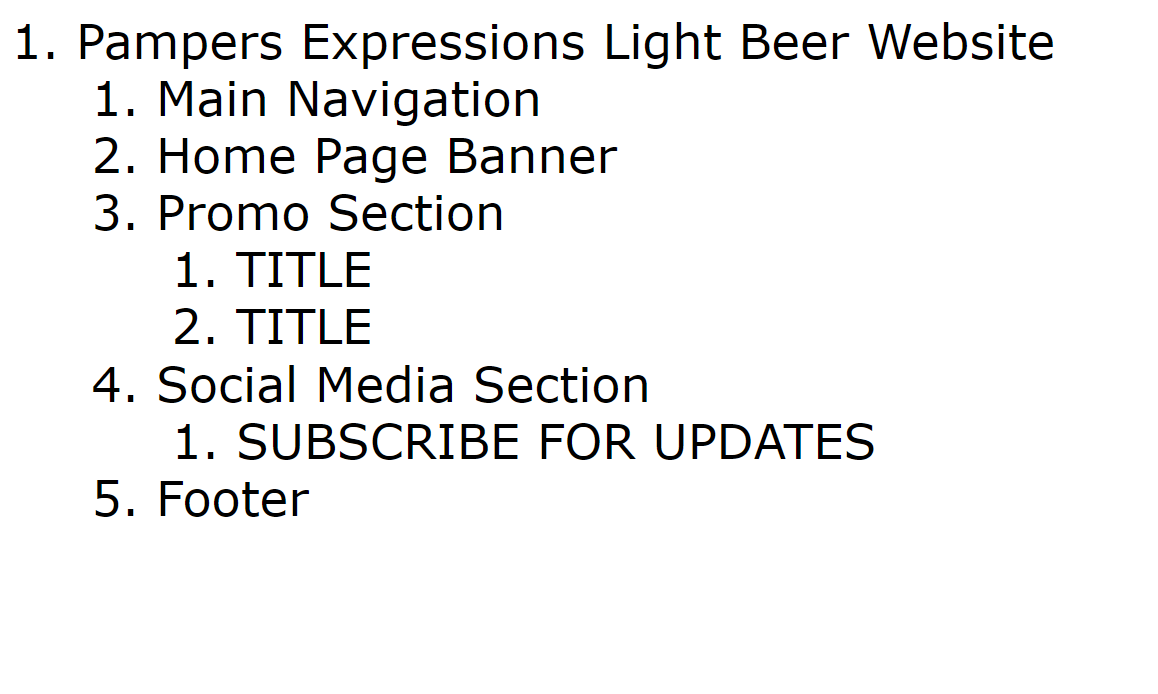 1. Pampers Expressions Light Beer Website
1. Main Navigation
2. Home Page Banner
3. Promo Section
1. TITLE
2. TITLE
4. Social Media Section
1. SUBSCRIBE FOR UPDATES
5. Footer